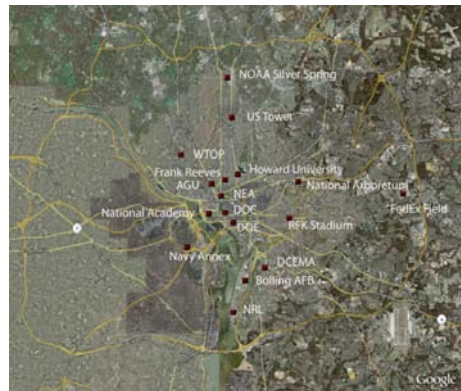 NOAA Silver Spring
US Tower
WTOP
Howard University
Frank Reeves
AGU
National Arboretum
NEA
National Academy
DOC
FedEx Field
RFK Stadium
DOE
Navy Annex
DCEMA
Bolling AFB
NRL
Google